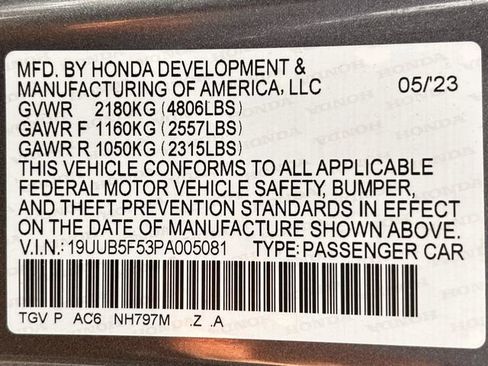 MFD. BY HONDA DEVELOPMENT &
MANUFACTURING OF AMERICA, LLC 05/'23
GVWR 2180KG (4806LBS)
GAWR F 1160KG (2557LBS)
GAWR R 1050KG (2315LBS)
THIS VEHICLE CONFORMS TO ALL APPLICABLE
FEDERAL MOTOR VEHICLE SAFETY, BUMPER,
AND THEFT PREVENTION STANDARDS IN EFFECT
ON THE DATE OF MANUFACTURE SHOWN ABOVE.
V.I.N.: 19UUB5F53PA005081 TYPE: PASSENGER CAR
TGV P AC6 NH797M .Z .A